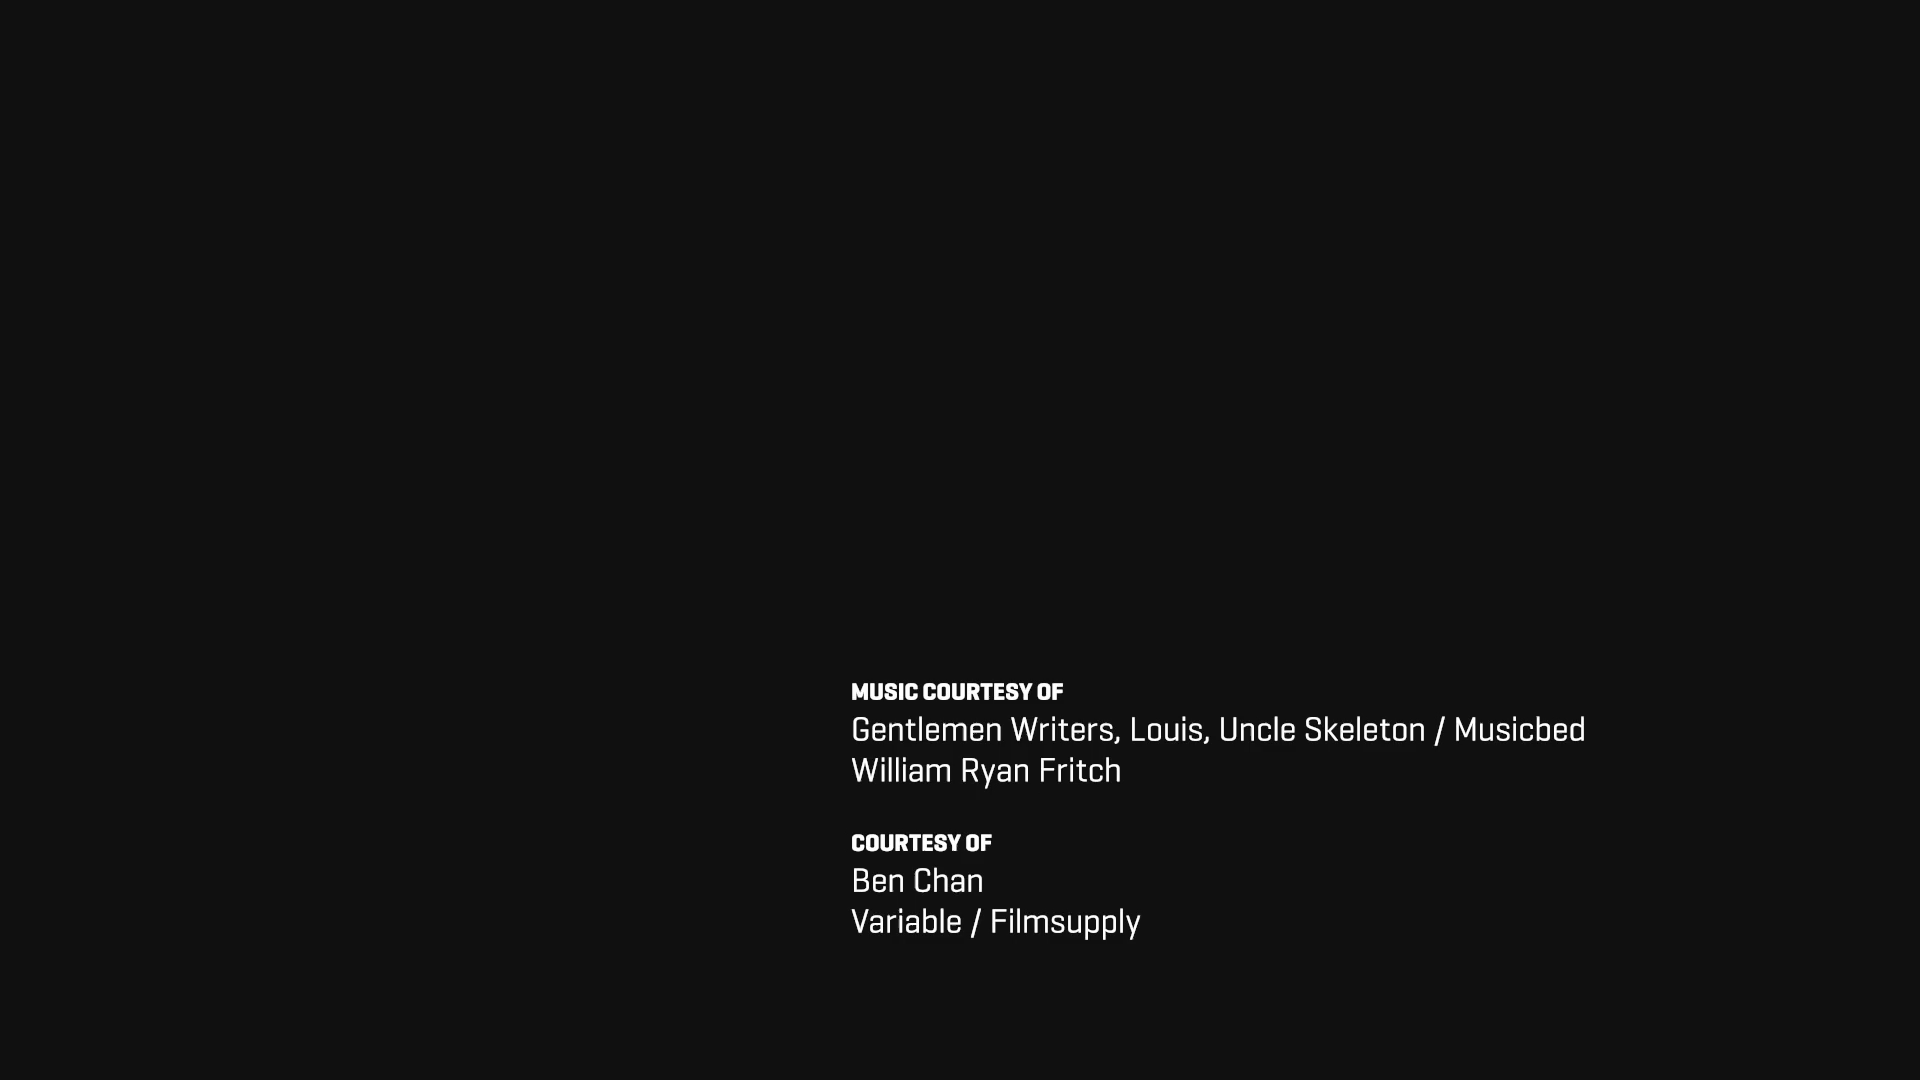 MUSIC COURTESY OF
Gentlemen Writers, Louis, Uncle Skeleton / Musicbed
William Ryan Fritch
COURTESY OF
Ben Chan
Variable / Filmsupply